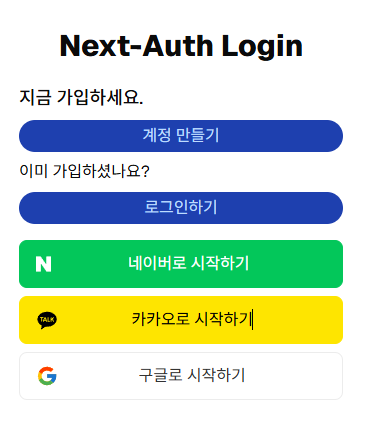 Next-Auth Login
지금 가입하세요.
계정 만들기
이미 가입하셨나요?
로그인하기
N 네이버로 시작하기
TALK 카카오로 시작하기
G 구글로 시작하기